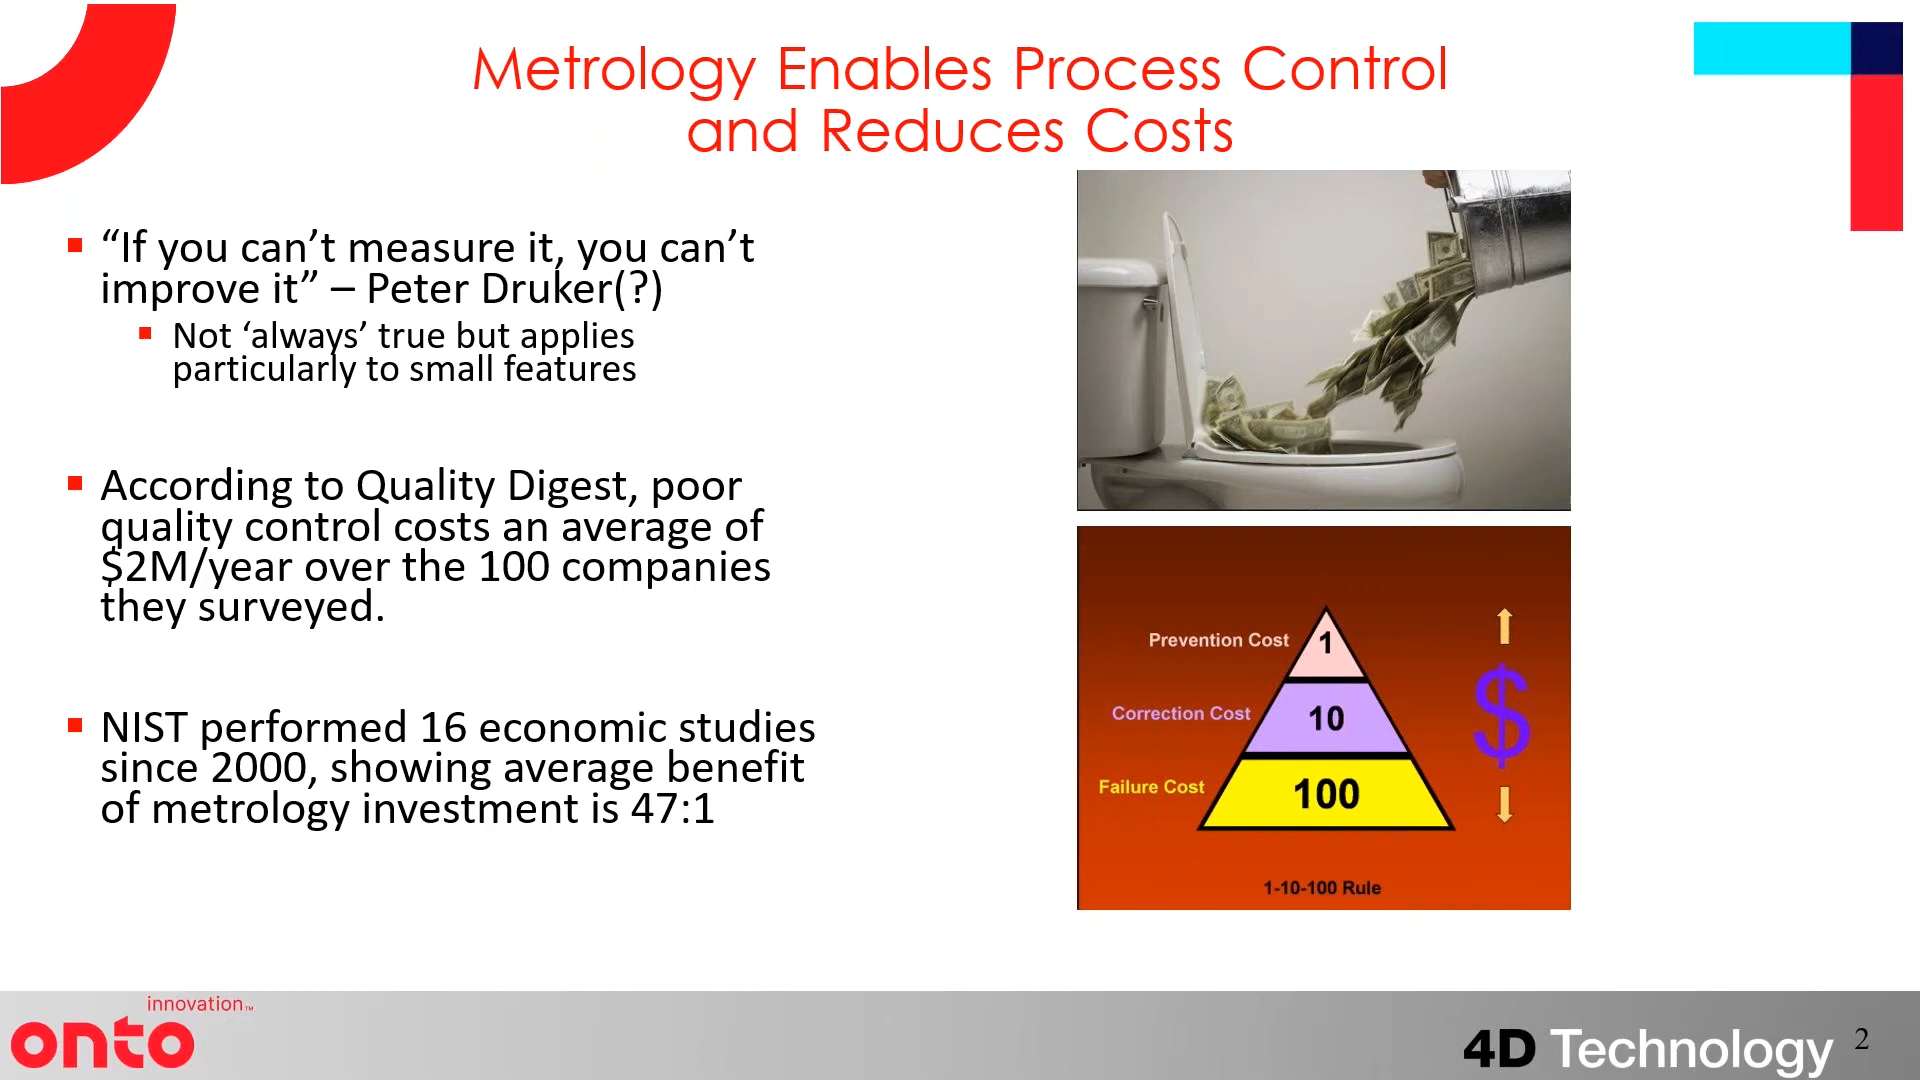 Metrology Enables Process Control
and Reduces Costs
“If you can’t measure it, you can’t
improve it” – Peter Druker(?)
Not ‘always’ true but applies
particularly to small features
According to Quality Digest, poor
quality control costs an average of
$2M/year over the 100 companies
they surveyed.
NIST performed 16 economic studies
since 2000, showing average benefit
of metrology investment is 47:1
Prevention Cost
1
Correction Cost
10
Failure Cost
100
$
1-10-100 Rule
innovation™
onto
4D Technology
2